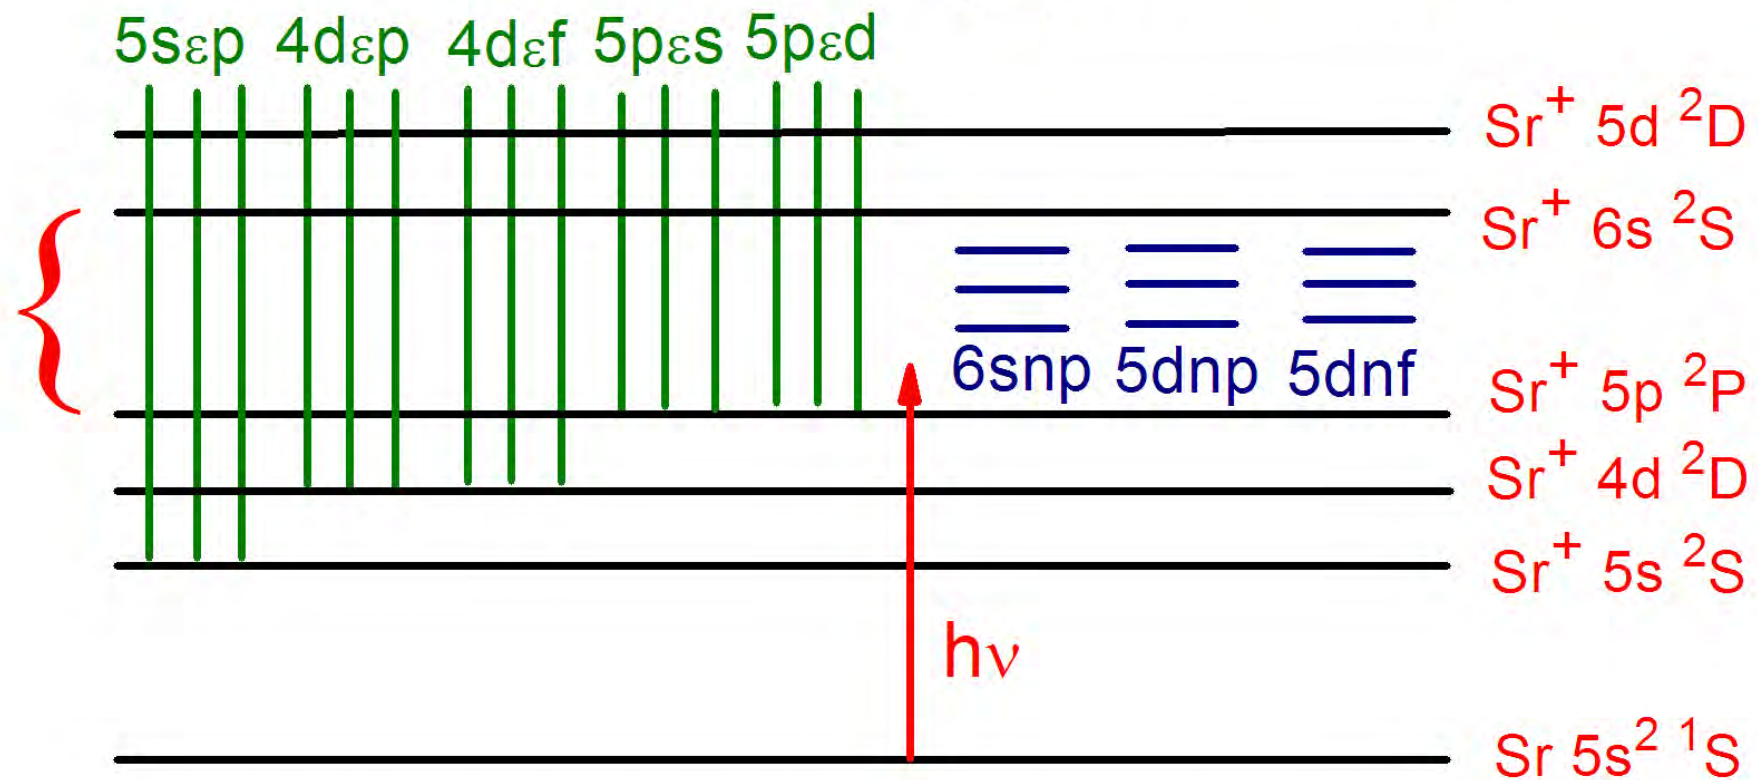 5sεp 4dεp 4dεf 5pεs 5pεd
Sr⁺ 5d ²D
Sr⁺ 6s ²S
6snp 5dnp 5dnf
Sr⁺ 5p ²P
Sr⁺ 4d ²D
Sr⁺ 5s ²S
hν
Sr 5s² ¹S